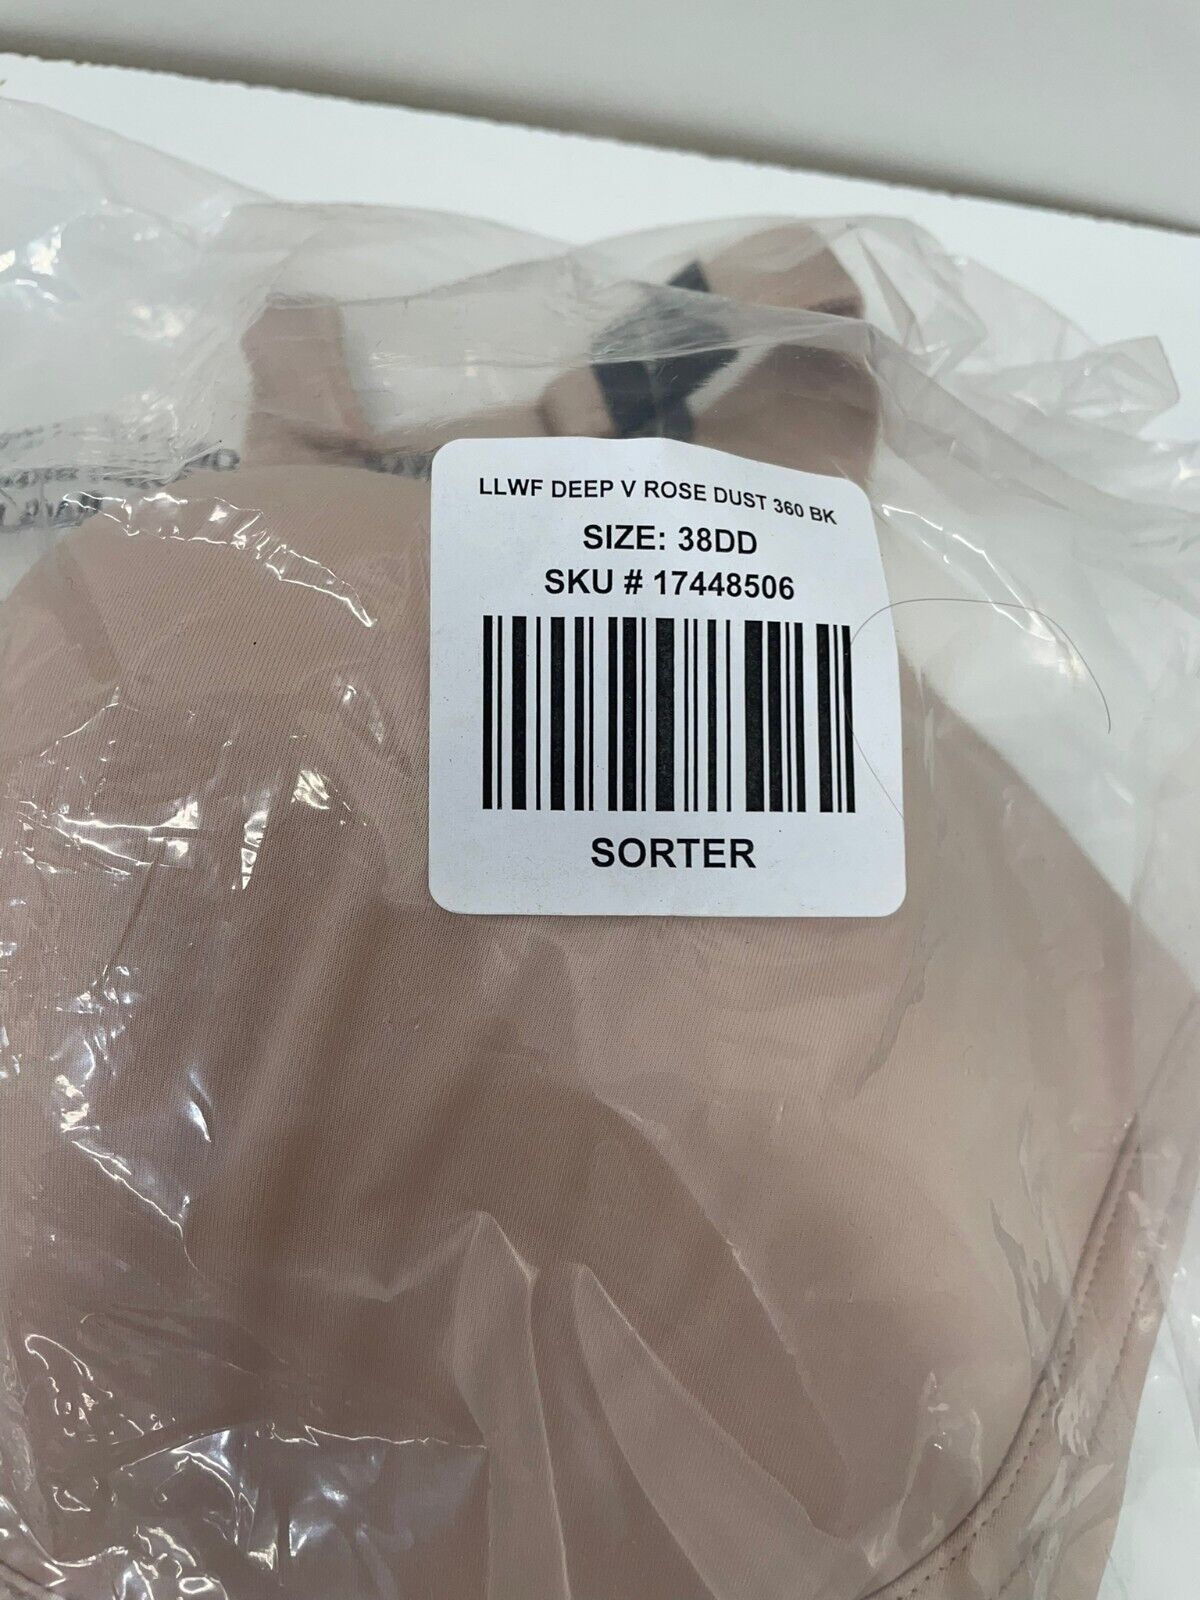 LLWF DEEP V ROSE DUST 360 BK
SIZE: 38DD
SKU # 17448506
SORTER